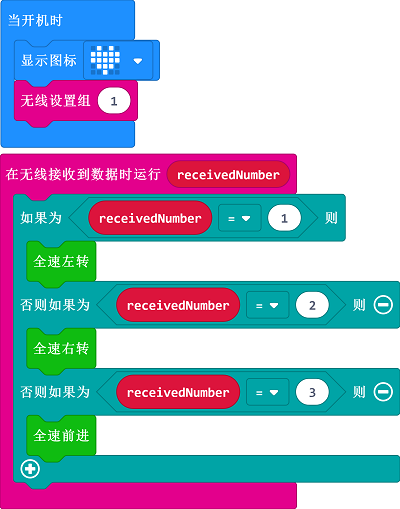 当开机时
显示图标
无线设置组 1
在无线接收到数据时运行 receivedNumber
如果为 receivedNumber = 1 则
全速左转
否则如果为 receivedNumber = 2 则
全速右转
否则如果为 receivedNumber = 3 则
全速前进